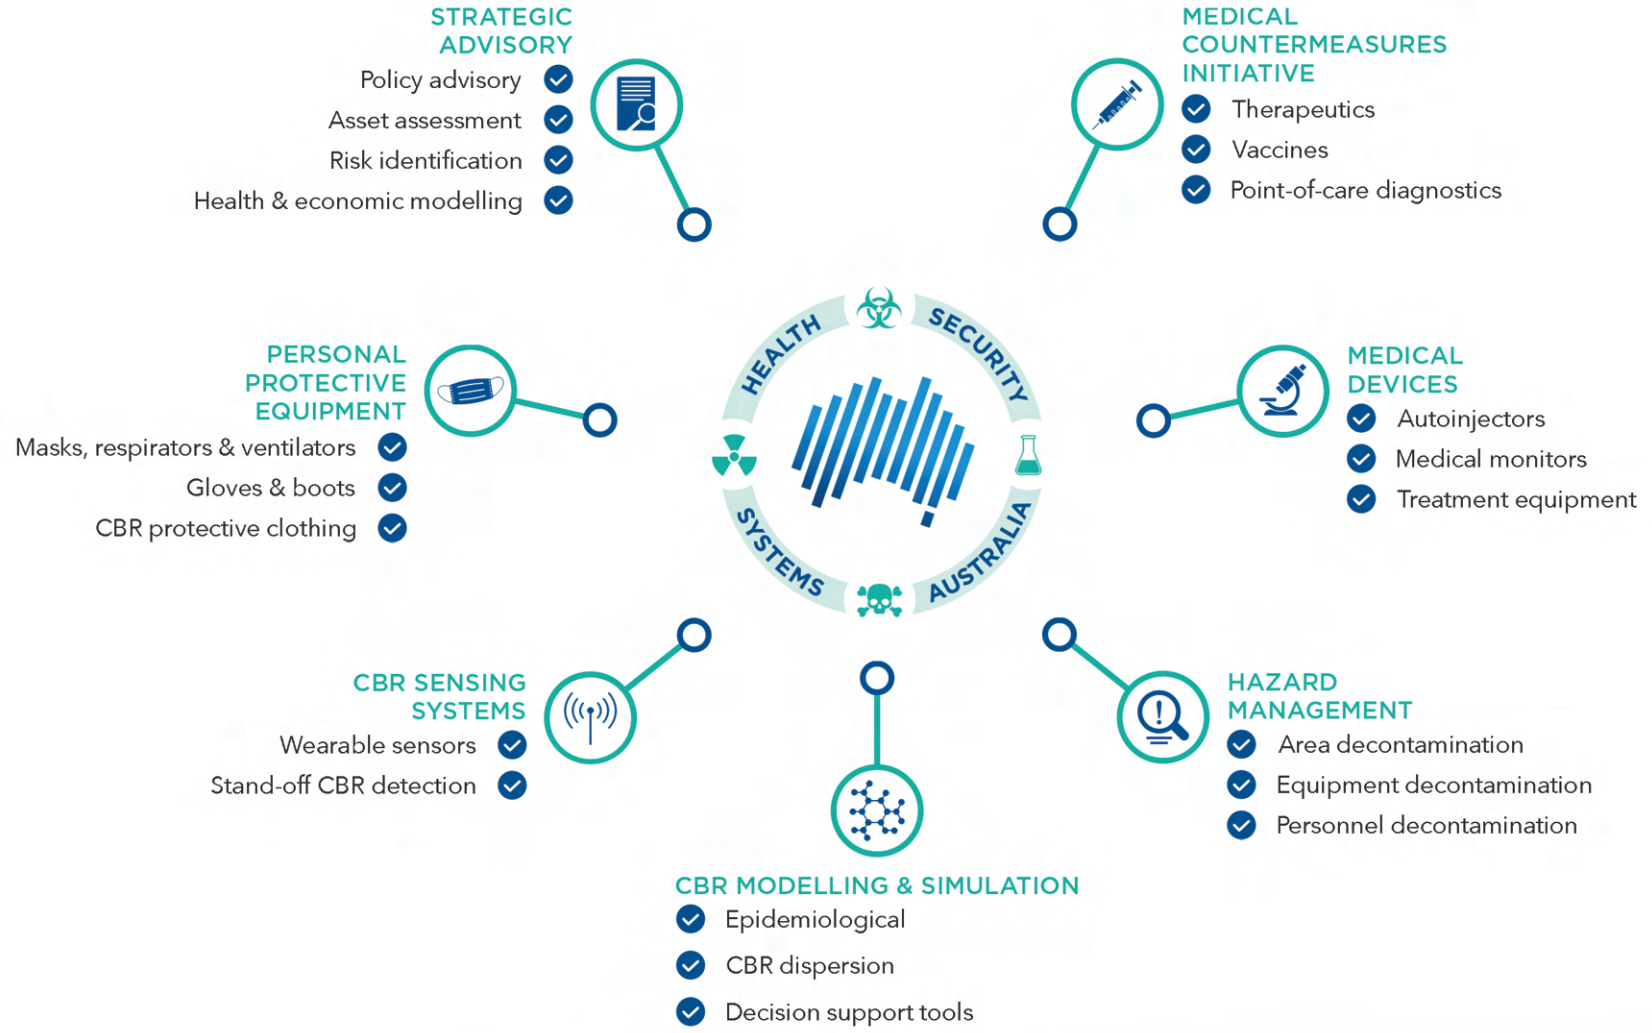 STRATEGIC
ADVISORY
Policy advisory
Asset assessment
Risk identification
Health & economic modelling
MEDICAL
COUNTERMEASURES
INITIATIVE
Therapeutics
Vaccines
Point-of-care diagnostics
PERSONAL
PROTECTIVE
EQUIPMENT
Masks, respirators & ventilators
Gloves & boots
CBR protective clothing
HEALTH
SECURITY
SYSTEMS
AUSTRALIA
MEDICAL
DEVICES
Autoinjectors
Medical monitors
Treatment equipment
CBR SENSING
SYSTEMS
Wearable sensors
Stand-off CBR detection
HAZARD
MANAGEMENT
Area decontamination
Equipment decontamination
Personnel decontamination
CBR MODELLING & SIMULATION
Epidemiological
CBR dispersion
Decision support tools